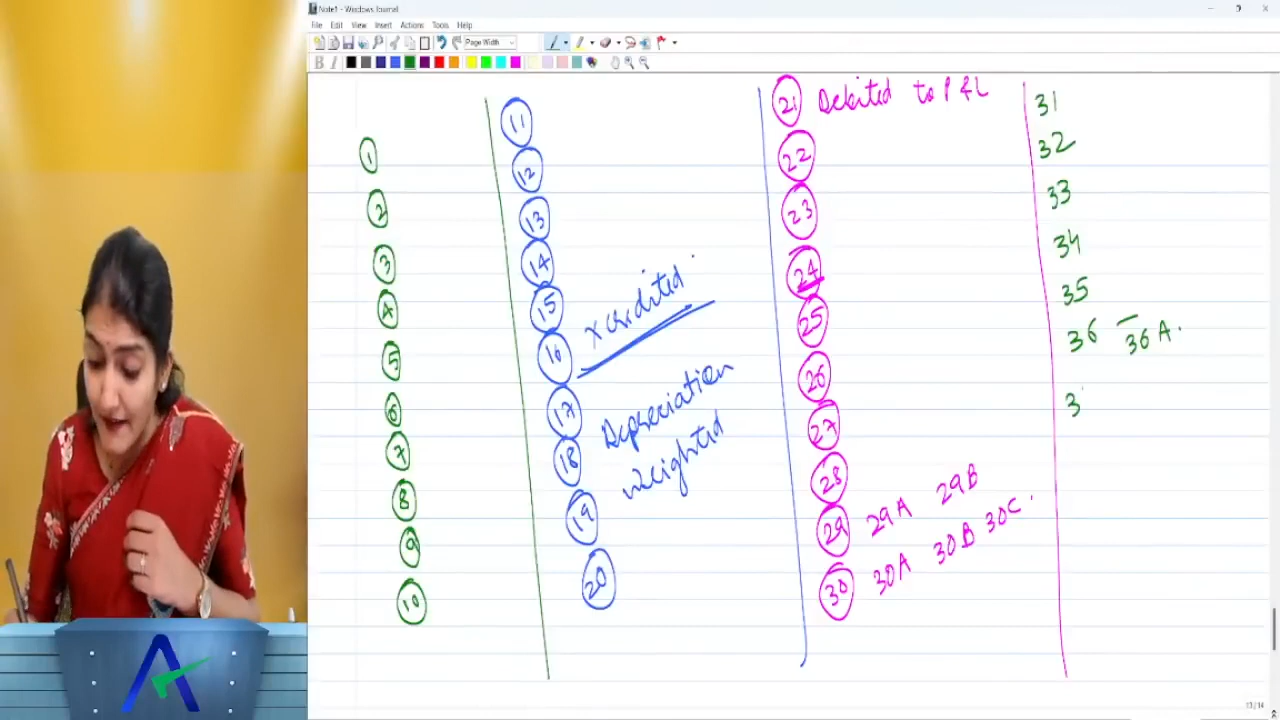 Note1 - Windows Journal
File Edit View Insert Actions Tools Help
Page Width
B I
1
2
3
4
5
6
7
8
9
10
11
12
13
14
15
16 x credited.
17 Depreciation
18 weighted
19
20
21 Debited to P & L
22
23
24
25
26
27
28
29 29A 29B
30 30A 30B 30C.
31
32
33
34
35
36 36A.
3
13 / 14